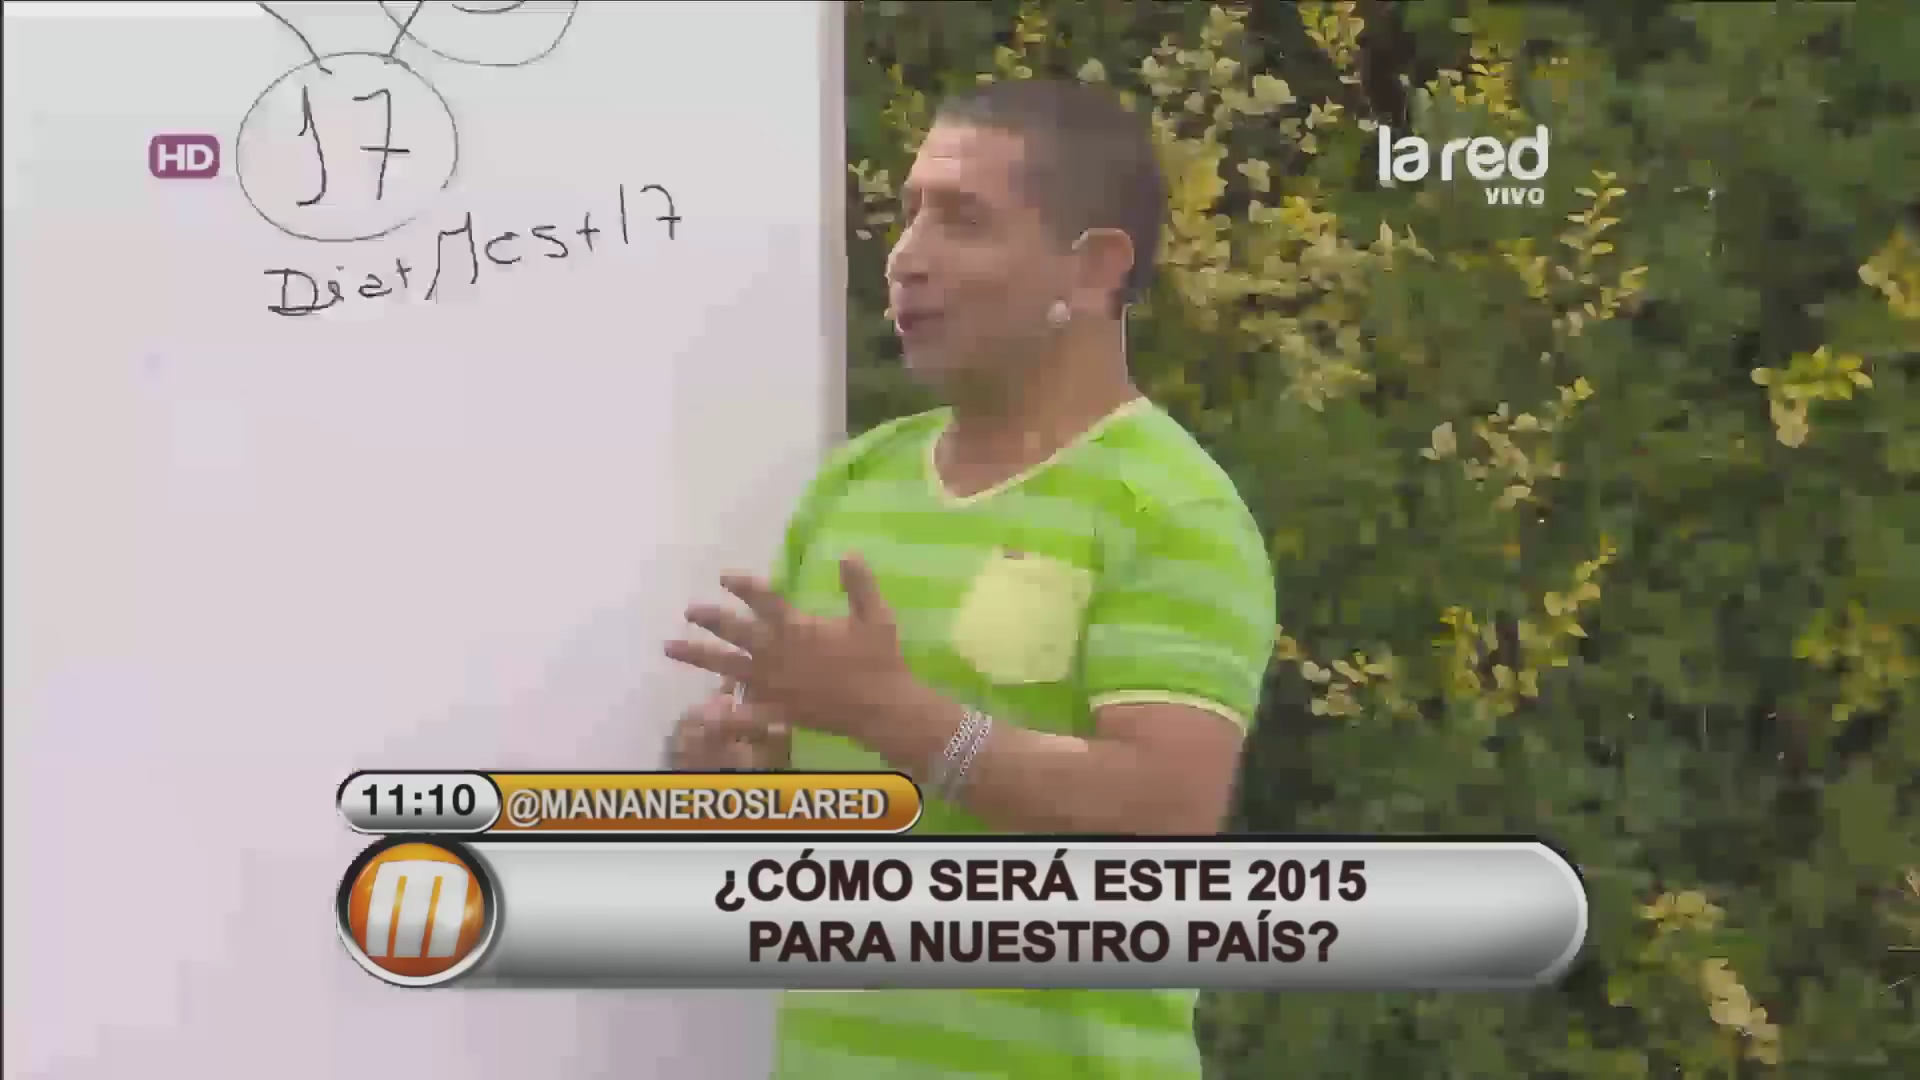 17
HD
la red
VIVO
Dia+Mes+17
11:10
@MANANEROSLARED
m
¿CÓMO SERÁ ESTE 2015
PARA NUESTRO PAÍS?